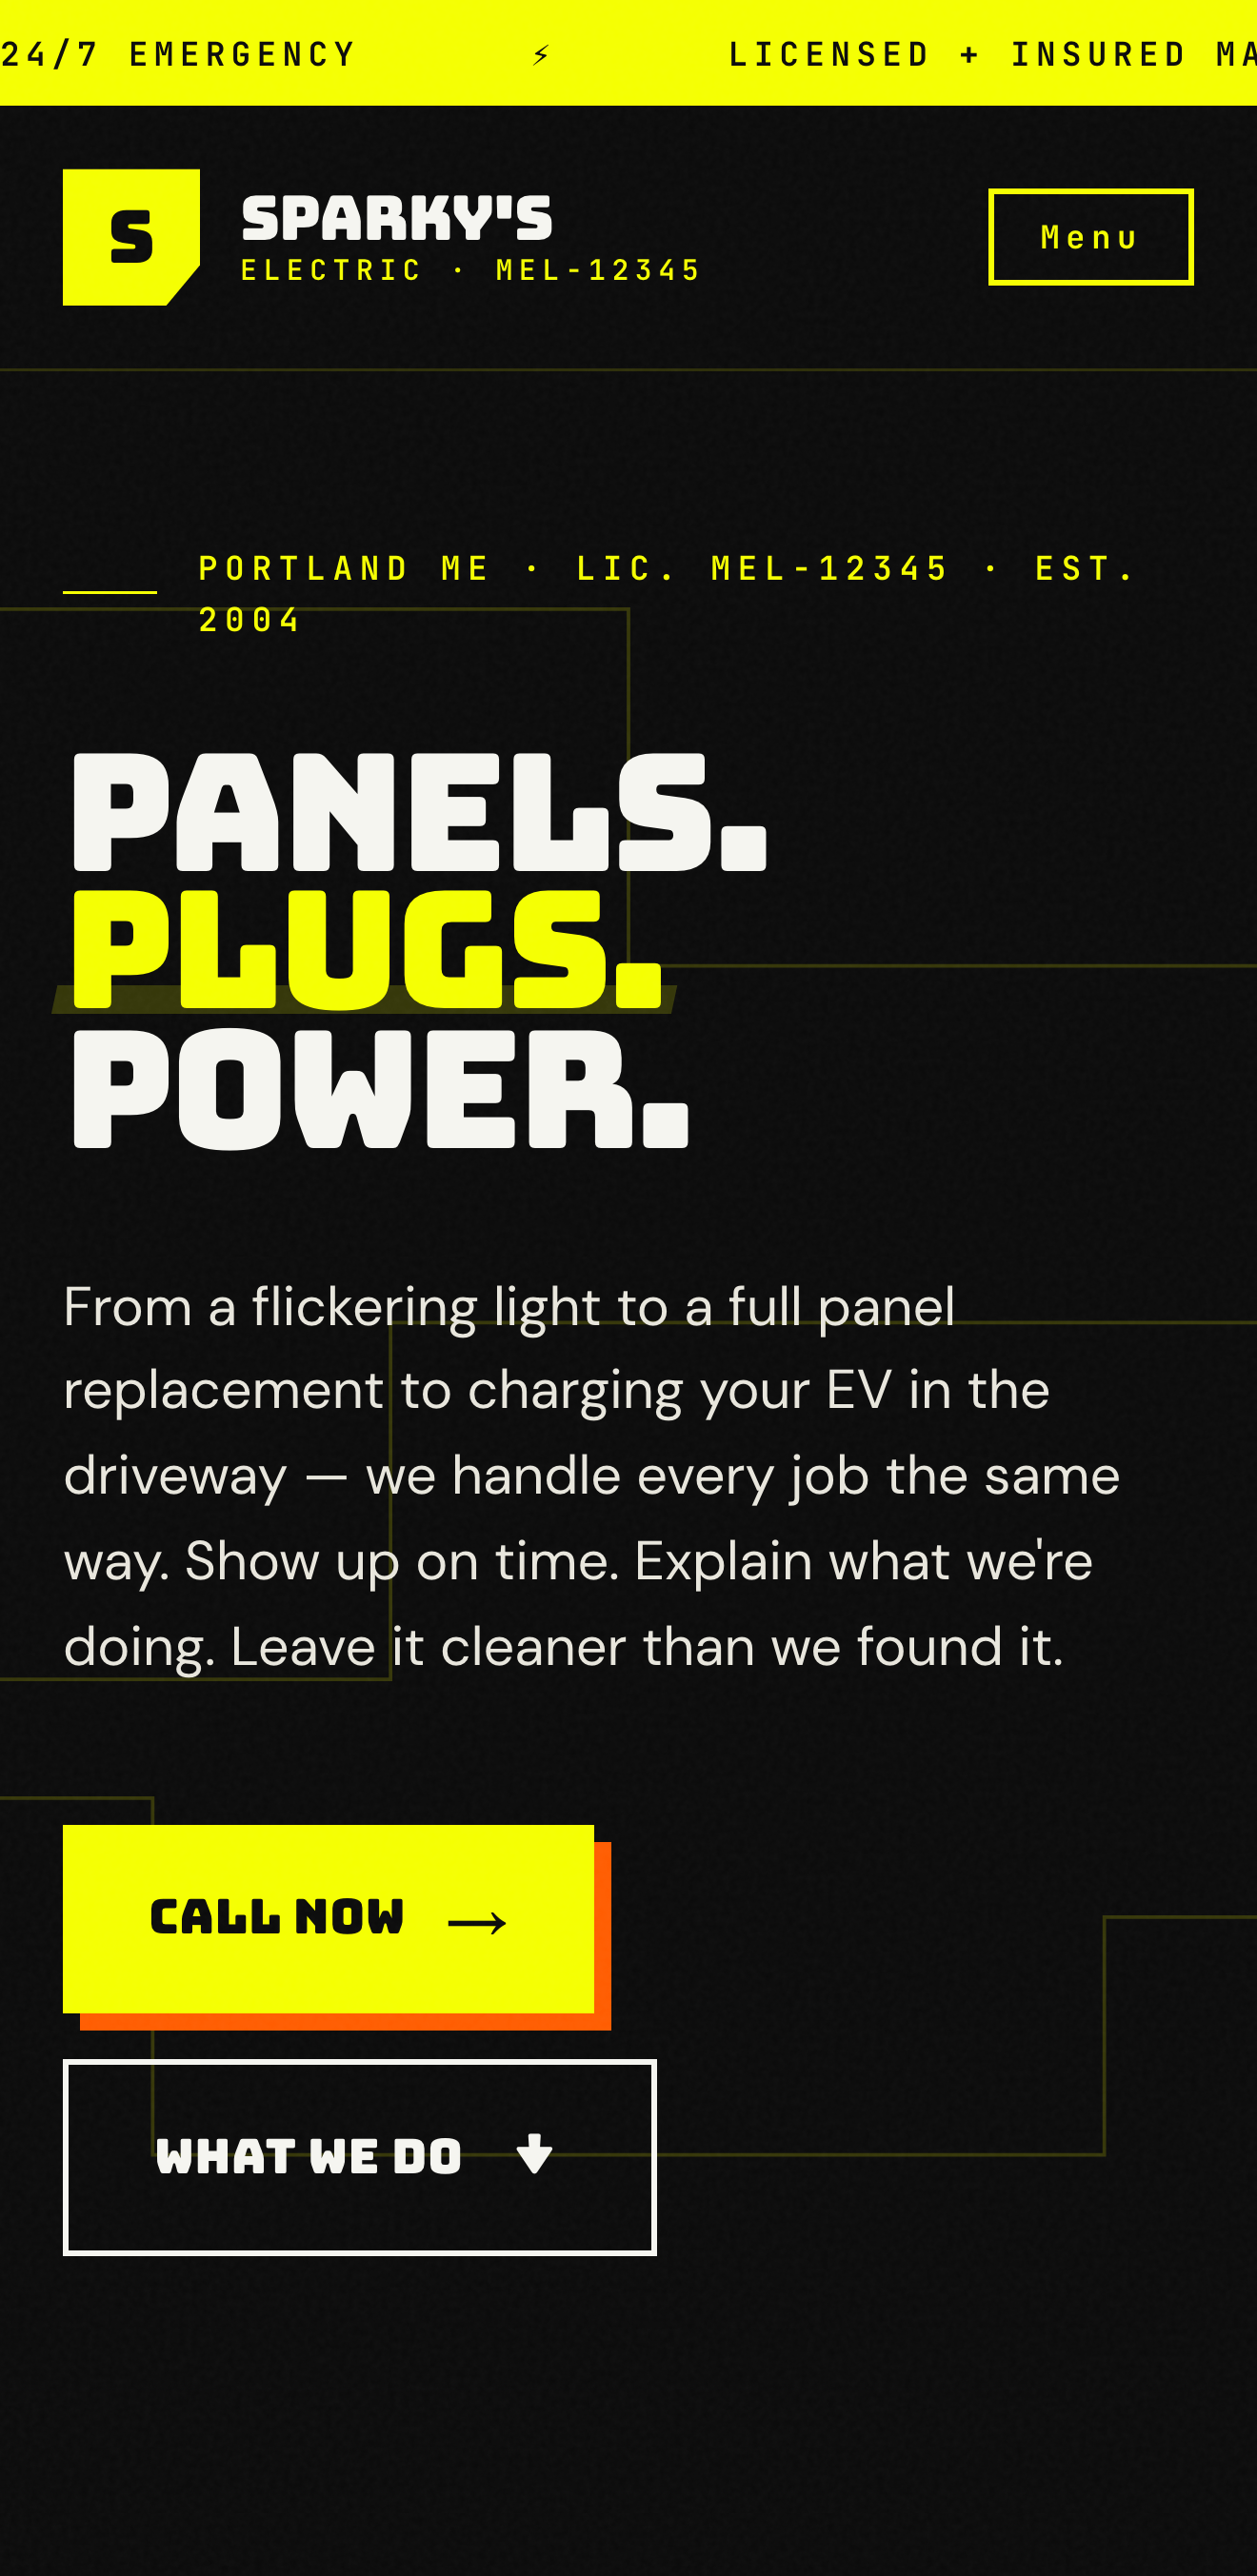 24/7 EMERGENCY ⚡ LICENSED + INSURED
S
SPARKY'S
ELECTRIC · MEL-12345
Menu
PORTLAND ME · LIC. MEL-12345 · EST.
2004
PANELS.
PLUGS.
POWER.
From a flickering light to a full panel
replacement to charging your EV in the
driveway — we handle every job the same
way. Show up on time. Explain what we're
doing. Leave it cleaner than we found it.
CALL NOW →
WHAT WE DO ↓